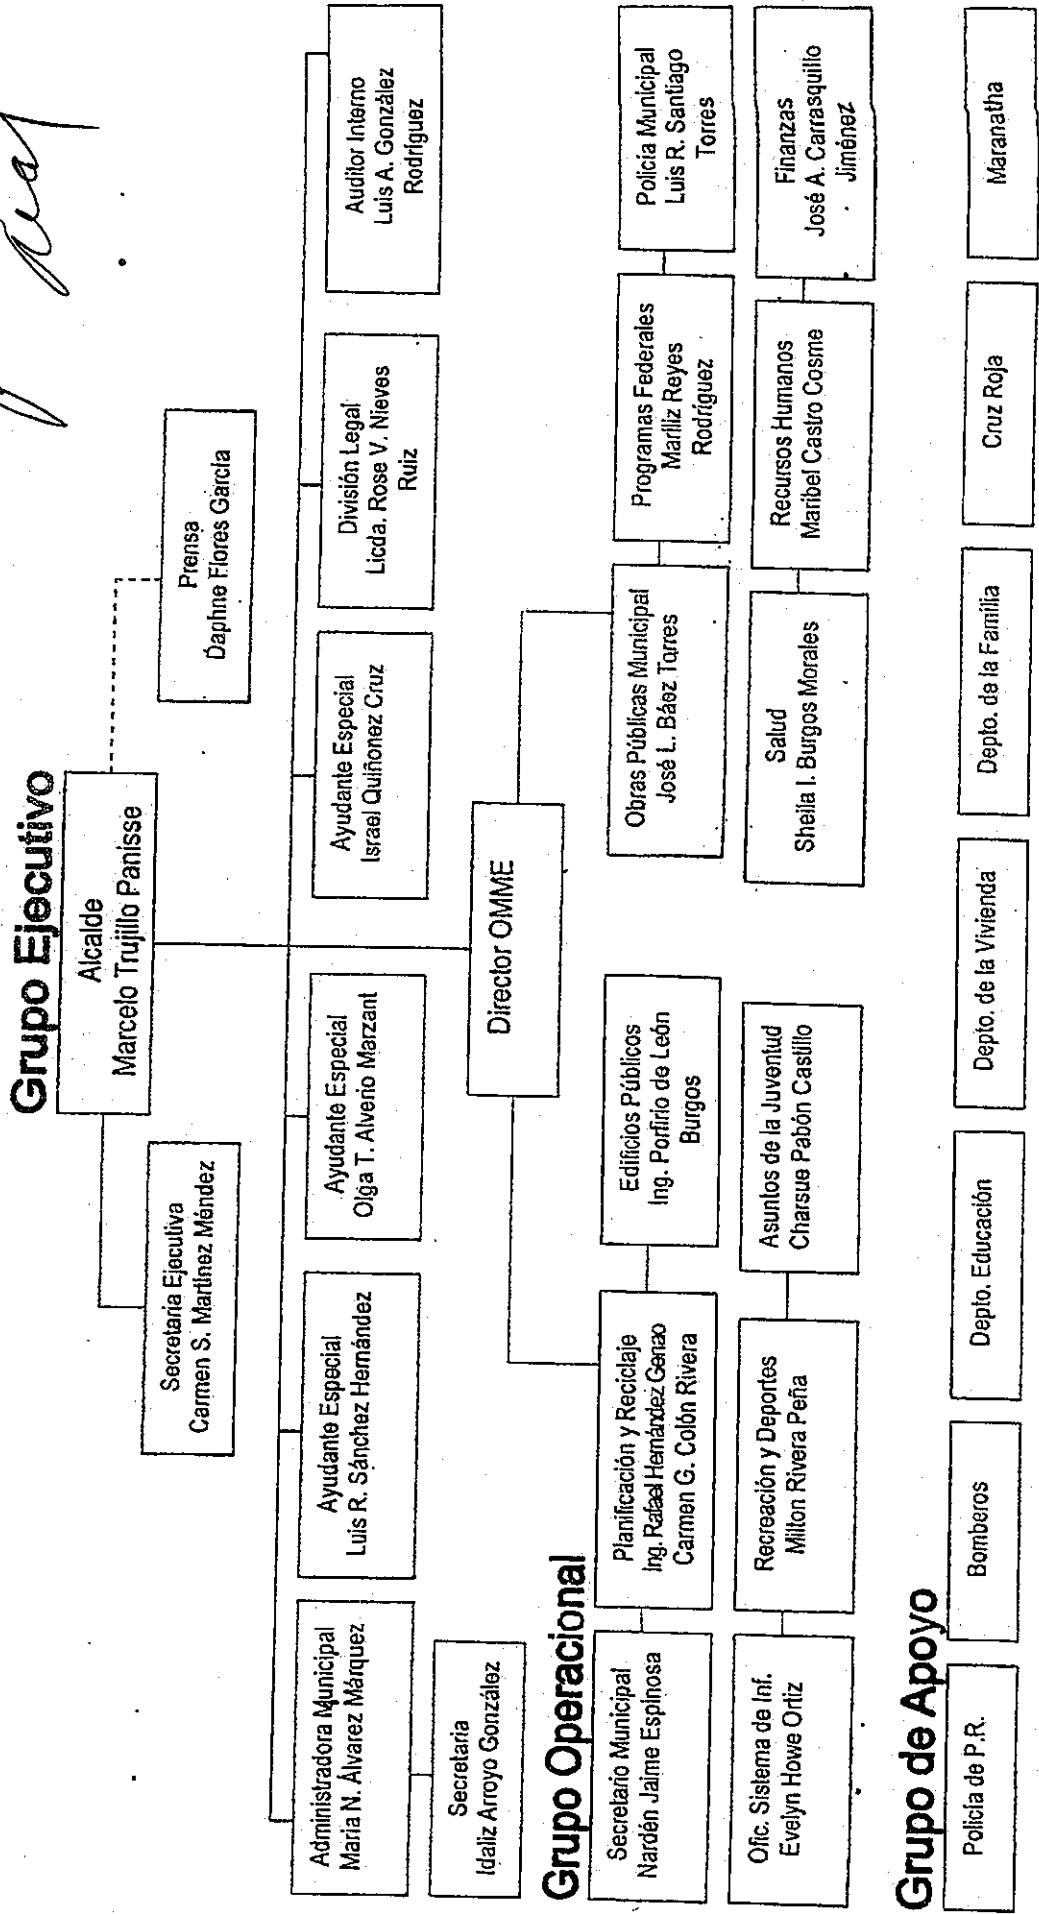 Grupo Ejecutivo
Alcalde
Marcelo Trujillo Panisse
Secretaria Ejecutiva
Carmen S. Martínez Méndez
Prensa
Daphne Flores García
Administradora Municipal
María N. Álvarez Márquez
Ayudante Especial
Luis R. Sánchez Hernández
Ayudante Especial
Olga T. Alverio Marzant
Ayudante Especial
Israel Quiñonez Cruz
División Legal
Licda. Rose V. Nieves
Ruiz
Auditor Interno
Luis A. González
Rodríguez
Secretaria
Idaliz Arroyo González
Director OMME
Grupo Operacional
Secretario Municipal
Nardén Jaime Espinosa
Planificación y Reciclaje
Ing. Rafael Hernández Genao
Carmen G. Colón Rivera
Edificios Públicos
Ing. Porfirio de León
Burgos
Obras Públicas Municipal
José L. Báez Torres
Programas Federales
Mariliz Reyes
Rodríguez
Policía Municipal
Luis R. Santiago
Torres
Ofic. Sistema de Inf.
Evelyn Howe Ortiz
Recreación y Deportes
Milton Rivera Peña
Asuntos de la Juventud
Charsue Pabón Castillo
Salud
Sheila I. Burgos Morales
Recursos Humanos
Maribel Castro Cosme
Finanzas
José A. Carrasquillo
Jiménez
Grupo de Apoyo
Policía de P.R.
Bomberos
Depto. Educación
Depto. de la Vivienda
Depto. de la Familia
Cruz Roja
Maranatha